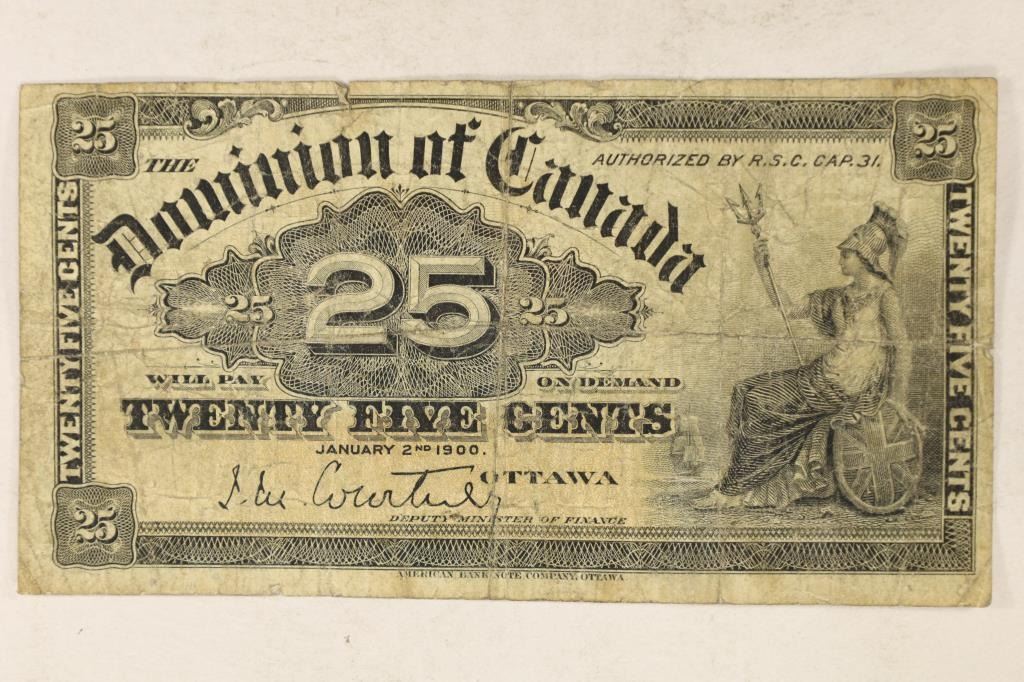 25 25
THE Dominion of Canada
AUTHORIZED BY R.S.C. CAP. 31.
TWENTY FIVE CENTS
TWENTY FIVE CENTS
25 25 25
WILL PAY ON DEMAND
TWENTY FIVE CENTS
JANUARY 2ND 1900.
OTTAWA
Courtney
DEPUTY MINISTER OF FINANCE
25
AMERICAN BANK NOTE COMPANY, OTTAWA.